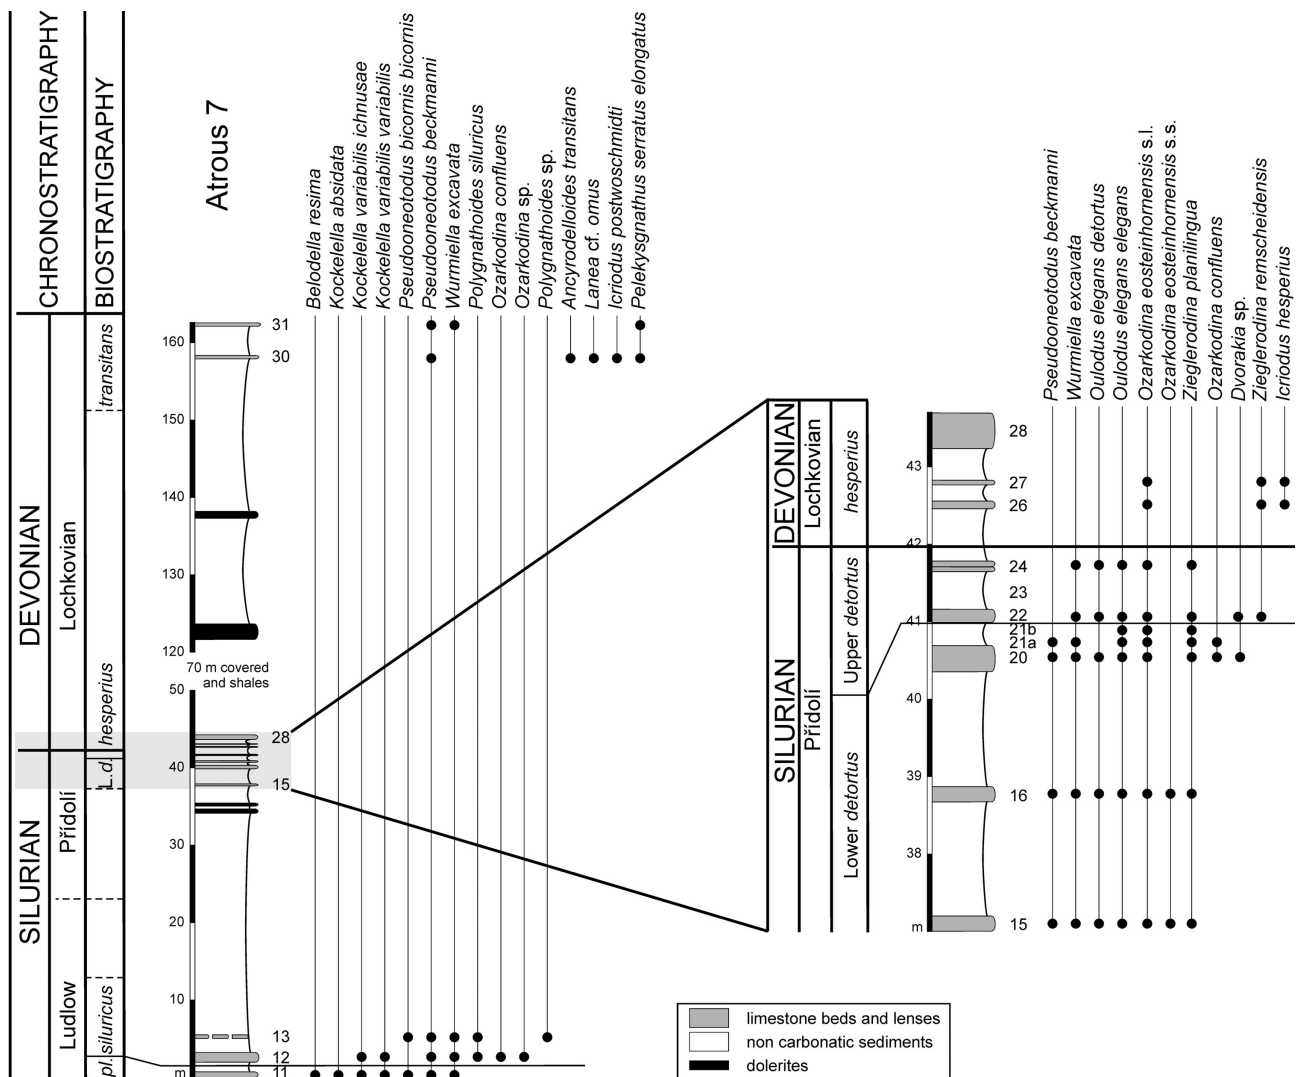 CHRONOSTRATIGRAPHY
BIOSTRATIGRAPHY
Atrous 7
Belodella resima
Kockelella absidata
Kockelella variabilis ichnusae
Kockelella variabilis variabilis
Pseudooneotodus bicornis bicornis
Pseudooneotodus beckmanni
Wurmiella excavata
Polygnathoides siluricus
Ozarkodina confluens
Ozarkodina sp.
Polygnathoides sp.
Ancyrodelloides transitans
Lanea cf. omus
Icriodus postwoschmidti
Pelekysgnathus serratus elongatus
DEVONIAN
Lochkovian
transitans
hesperius
SILURIAN
Přídolí
L.d.
Ludlow
siluricus
pl.
160
150
140
130
120
70 m covered
and shales
50
40
30
20
10
m
31
30
28
15
13
12
11
Pseudooneotodus beckmanni
Wurmiella excavata
Oulodus elegans detortus
Oulodus elegans elegans
Ozarkodina eosteinhornensis s.l.
Ozarkodina eosteinhornensis s.s.
Zieglerodina planilingua
Ozarkodina confluens
Dvorakia sp.
Zieglerodina remscheidensis
Icriodus hesperius
DEVONIAN
Lochkovian
hesperius
SILURIAN
Přídolí
Upper detortus
Lower detortus
43
42
41
40
39
38
m
28
27
26
24
23
22
21b
21a
20
16
15
limestone beds and lenses
non carbonatic sediments
dolerites